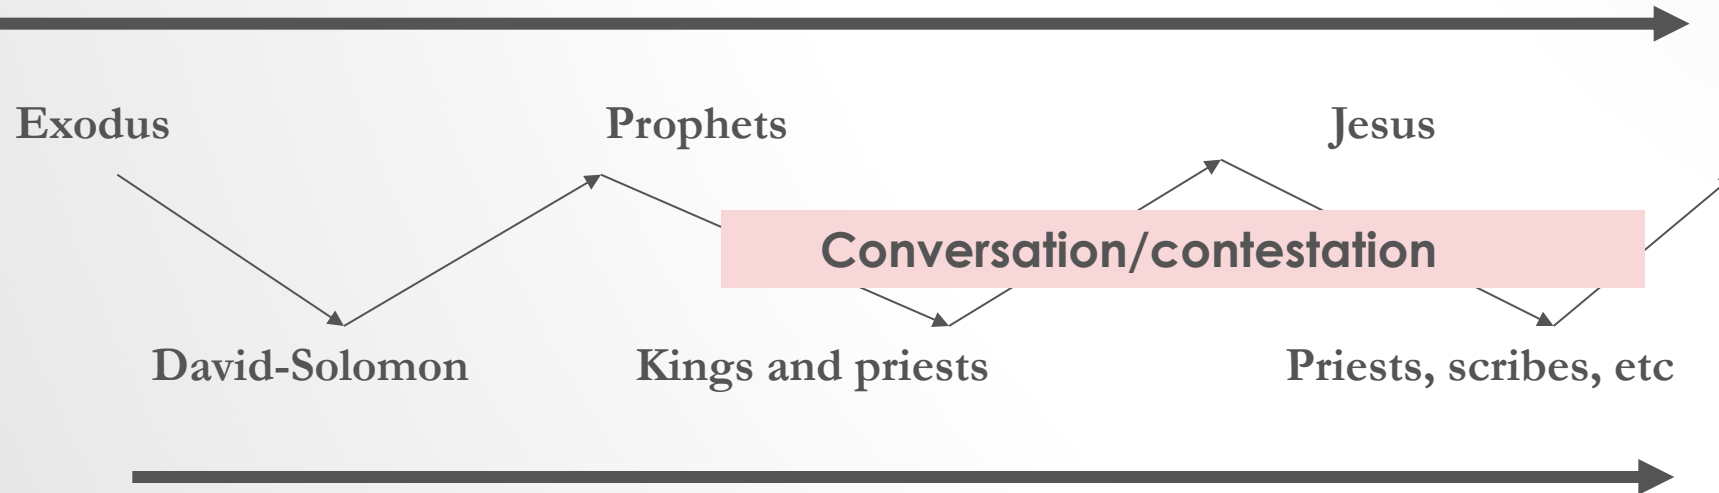 Exodus
Prophets
Jesus
Conversation/contestation
David-Solomon
Kings and priests
Priests, scribes, etc